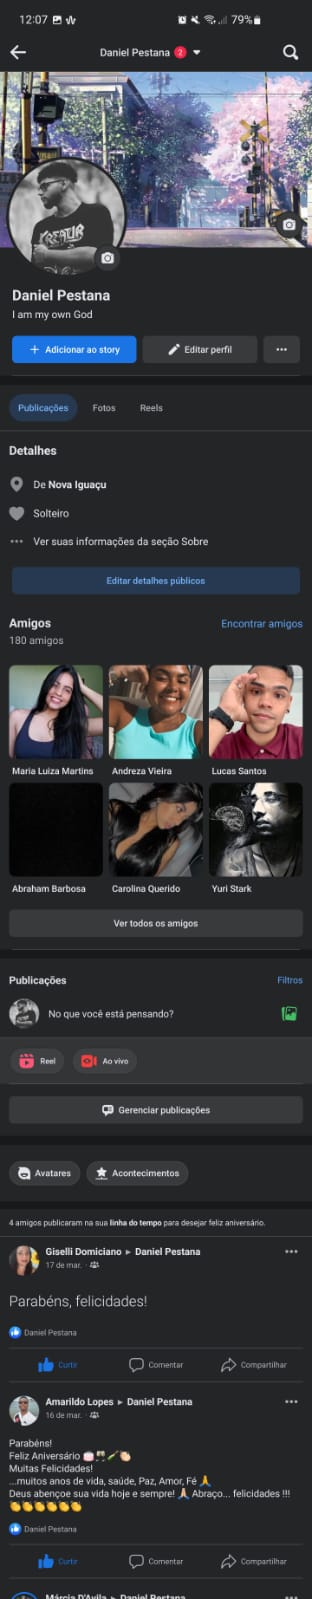 12:07
79%
Daniel Pestana 2
KREATUR
Daniel Pestana
I am my own God
+ Adicionar ao story
Editar perfil
Publicações
Fotos
Reels
Detalhes
De Nova Iguaçu
Solteiro
Ver suas informações da seção Sobre
Editar detalhes públicos
Amigos
Encontrar amigos
180 amigos
Maria Luiza Martins
Andreza Vieira
Lucas Santos
Abraham Barbosa
Carolina Querido
Yuri Stark
Ver todos os amigos
Publicações
Filtros
No que você está pensando?
Reel
Ao vivo
Gerenciar publicações
Avatares
Acontecimentos
4 amigos publicaram na sua linha do tempo para desejar feliz aniversário.
Giselli Domiciano ▸ Daniel Pestana
17 de mar. ·
Parabéns, felicidades!
Daniel Pestana
Curtir
Comentar
Compartilhar
Amarildo Lopes ▸ Daniel Pestana
16 de mar. ·
Parabéns!
Feliz Aniversário 🎂🥂🍾👏🏻
Muitas Felicidades!
...muitos anos de vida, saúde, Paz, Amor, Fé 🙏
Deus abençoe sua vida hoje e sempre! 🙏🏻 Abraço... felicidades !!!
👏👏👏👏👏👏
Daniel Pestana
Curtir
Comentar
Compartilhar
Márcia D'Avila ▸ Daniel Pestana